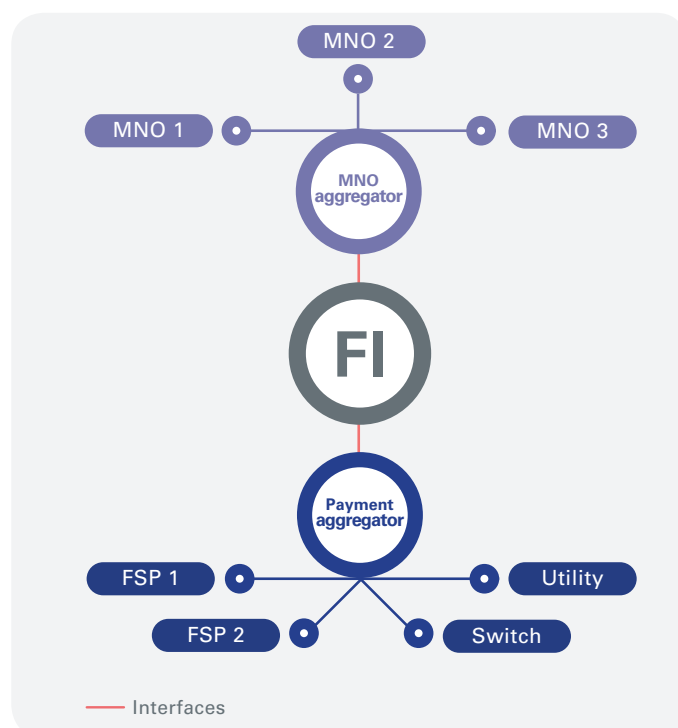 MNO 2
MNO 1
MNO 3
MNO
aggregator
FI
Payment
aggregator
FSP 1
Utility
FSP 2
Switch
Interfaces